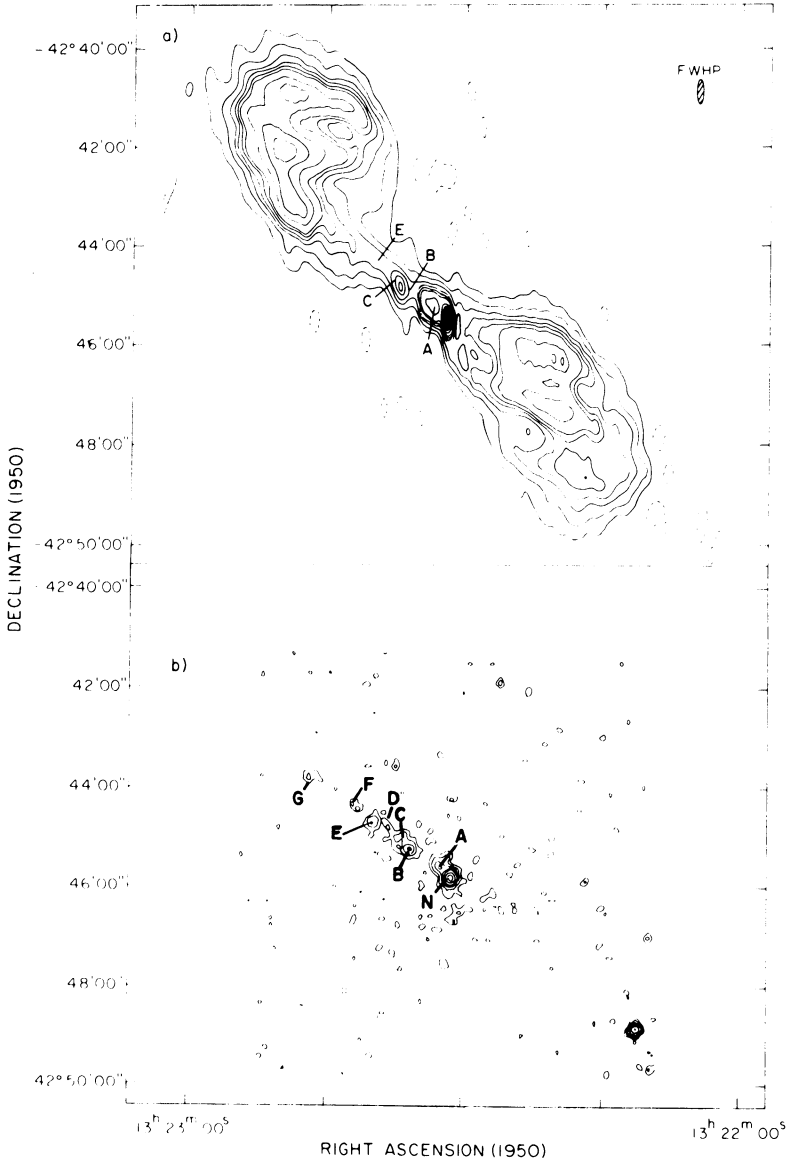 a)
-42°40'00"
FWHP
42'00"
44'00"
E
B
C
A
46'00"
48'00"
-42°50'00"
DECLINATION (1950)
-42°40'00"
b)
42'00"
44'00"
G
F
D
C
E
A
B
N
46'00"
48'00"
42°50'00"
13ʰ 23ᵐ 00ˢ
13ʰ 22ᵐ 00ˢ
RIGHT ASCENSION (1950)